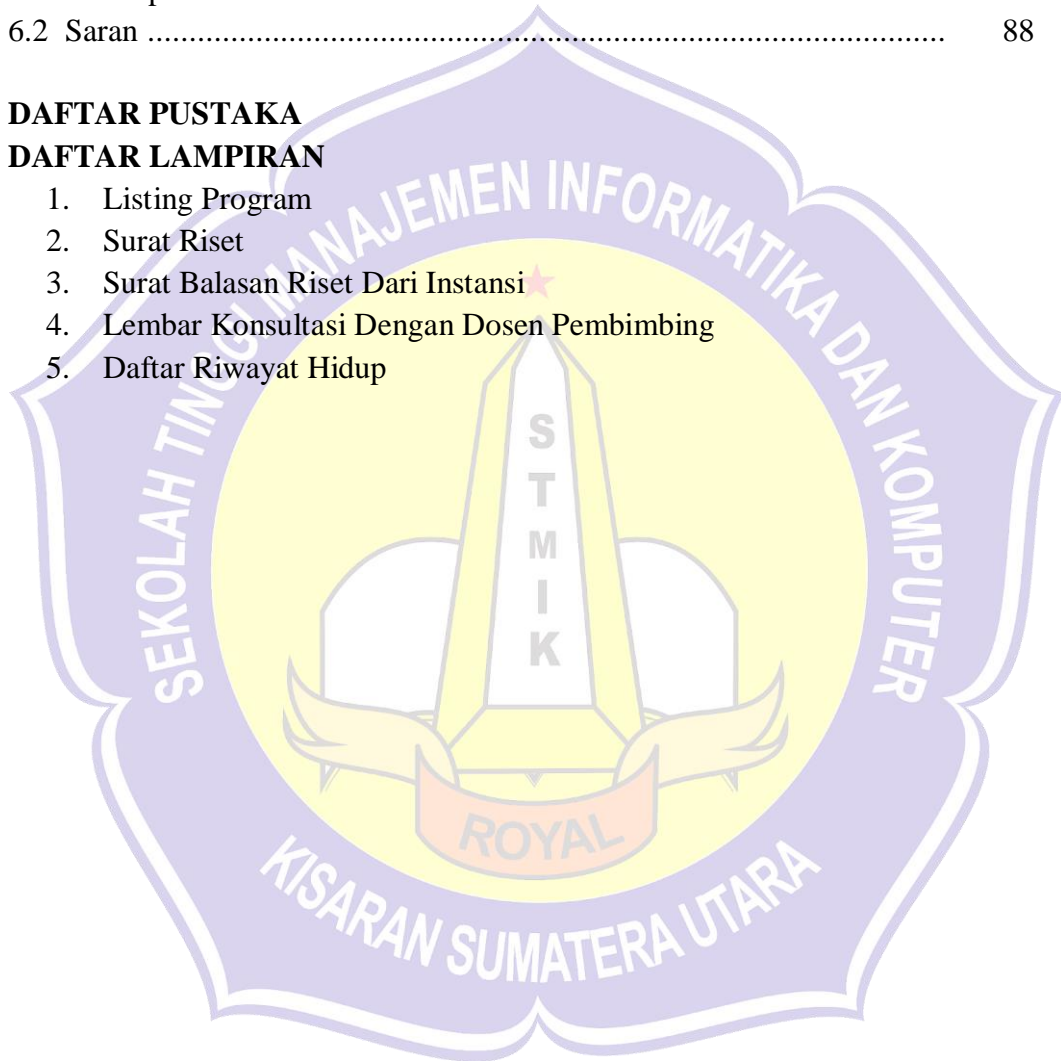 6.2 Saran ................................................................................................ 88
DAFTAR PUSTAKA
DAFTAR LAMPIRAN
1. Listing Program
2. Surat Riset
3. Surat Balasan Riset Dari Instansi
4. Lembar Konsultasi Dengan Dosen Pembimbing
5. Daftar Riwayat Hidup
SEKOLAH TINGGI MANAJEMEN INFORMATIKA DAN KOMPUTER
S
T
M
I
K
ROYAL
KISARAN SUMATERA UTARA